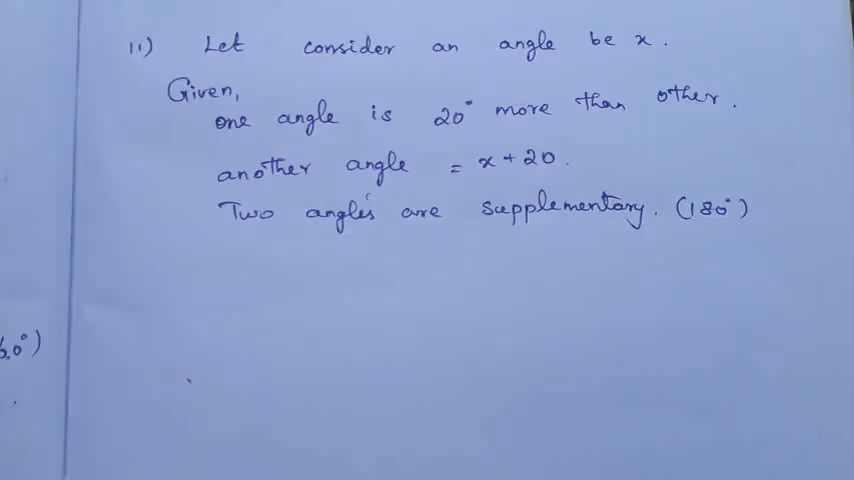 11) Let consider an angle be x.
Given,
one angle is 20° more than other.
another angle = x + 20.
Two angles are supplementary. (180°)
60°)